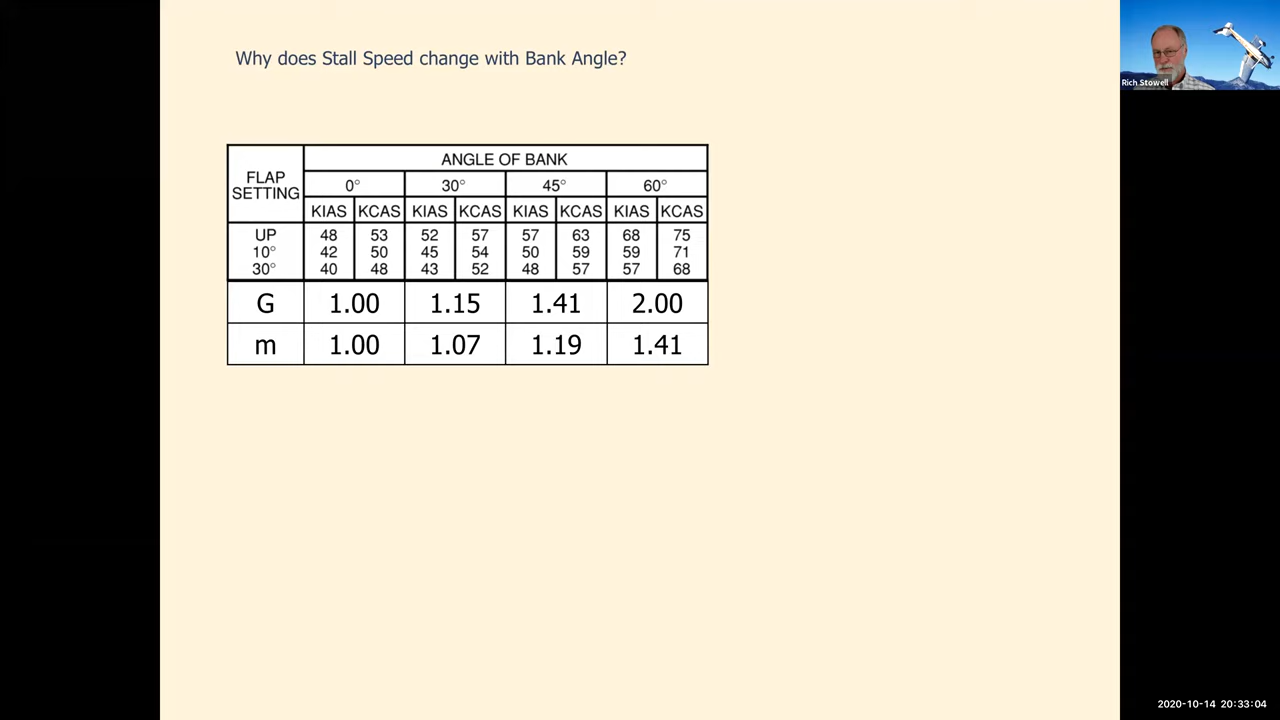 Why does Stall Speed change with Bank Angle?
Rich Stowell
FLAP SETTING ANGLE OF BANK
0° 30° 45° 60°
KIAS KCAS KIAS KCAS KIAS KCAS KIAS KCAS
UP 48 53 52 57 57 63 68 75
10° 42 50 45 54 50 59 59 71
30° 40 48 43 52 48 57 57 68
G 1.00 1.15 1.41 2.00
m 1.00 1.07 1.19 1.41
2020-10-14 20:33:04